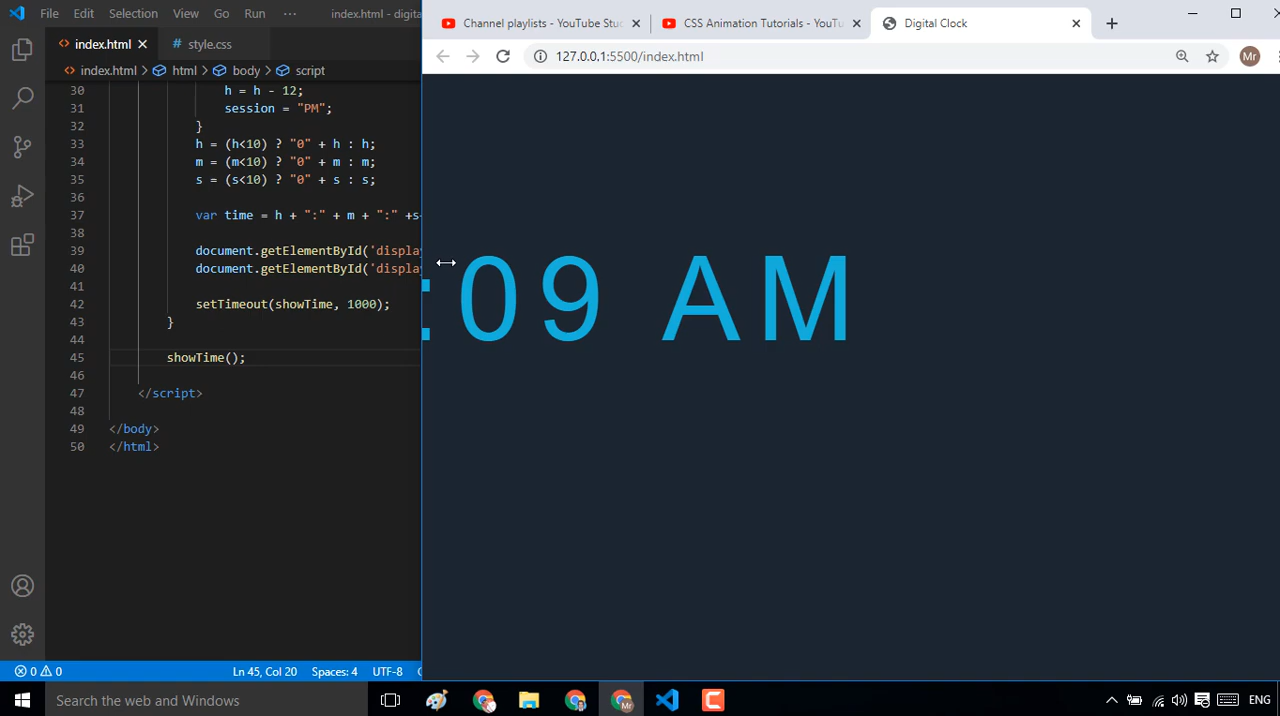 File Edit Selection View Go Run ··· index.html - digita
index.html
style.css
index.html > html > body > script
30 h = h - 12;
31 session = "PM";
32 }
33 h = (h<10) ? "0" + h : h;
34 m = (m<10) ? "0" + m : m;
35 s = (s<10) ? "0" + s : s;
36
37 var time = h + ":" + m + ":" +s
38
39 document.getElementById('display
40 document.getElementById('display
41
42 setTimeout(showTime, 1000);
43 }
44
45 showTime();
46
47 </script>
48
49 </body>
50 </html>
0 0 Ln 45, Col 20 Spaces: 4 UTF-8
Channel playlists - YouTube Stud
CSS Animation Tutorials - YouTu
Digital Clock
127.0.0.1:5500/index.html
Mr
:09 AM
Search the web and Windows
Mr
ENG